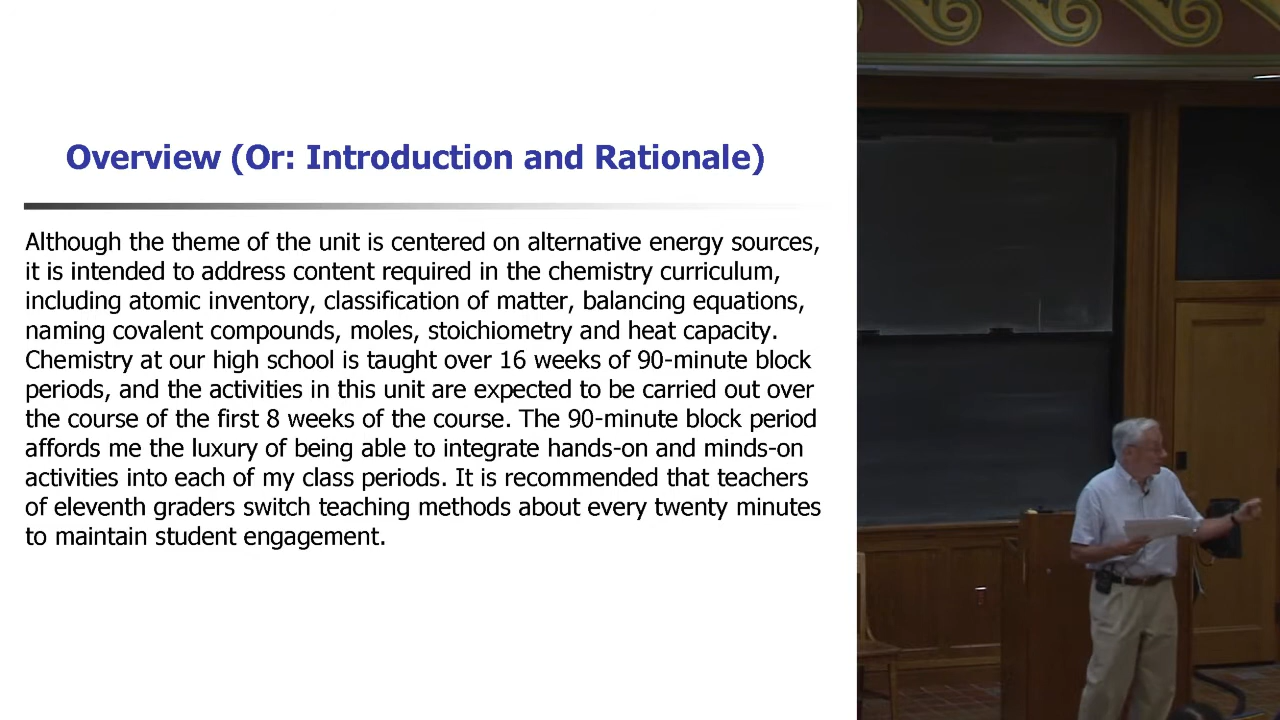 Overview (Or: Introduction and Rationale)
Although the theme of the unit is centered on alternative energy sources,
it is intended to address content required in the chemistry curriculum,
including atomic inventory, classification of matter, balancing equations,
naming covalent compounds, moles, stoichiometry and heat capacity.
Chemistry at our high school is taught over 16 weeks of 90-minute block
periods, and the activities in this unit are expected to be carried out over
the course of the first 8 weeks of the course. The 90-minute block period
affords me the luxury of being able to integrate hands-on and minds-on
activities into each of my class periods. It is recommended that teachers
of eleventh graders switch teaching methods about every twenty minutes
to maintain student engagement.